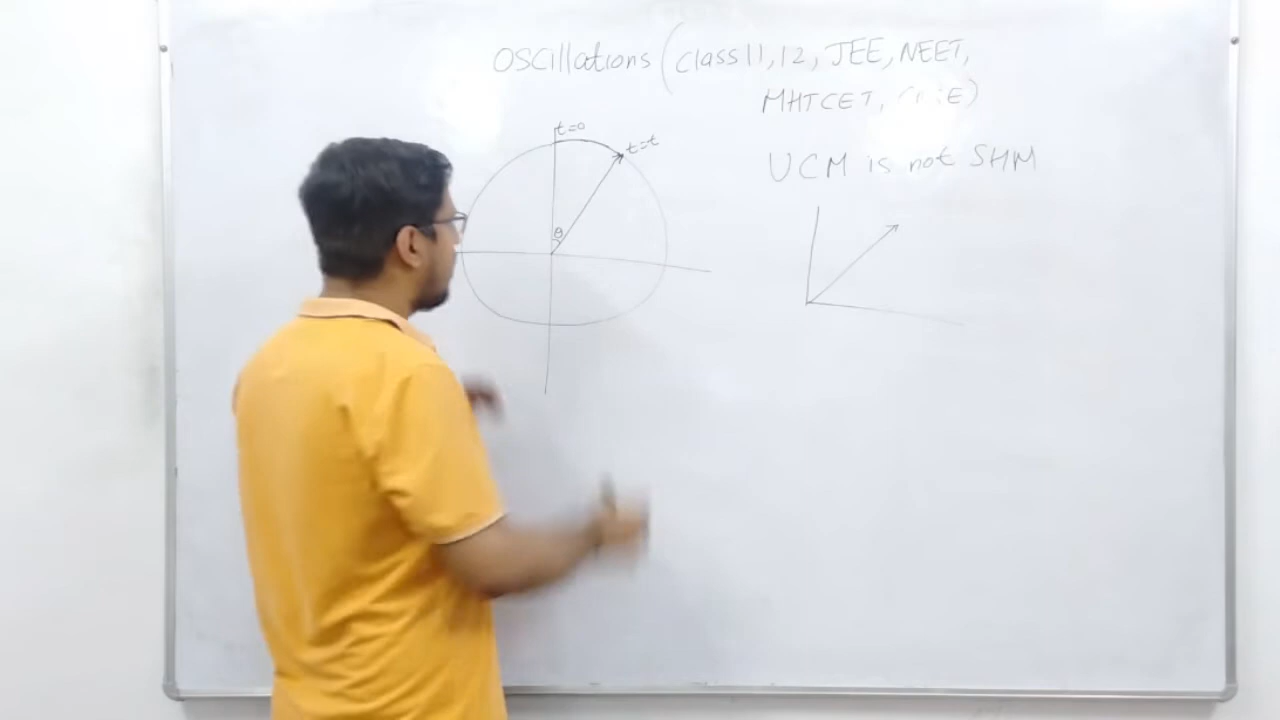 Oscillations (class 11, 12, JEE, NEET,
MHTCET,
t=0
t=t
UCM is not SHM
θ